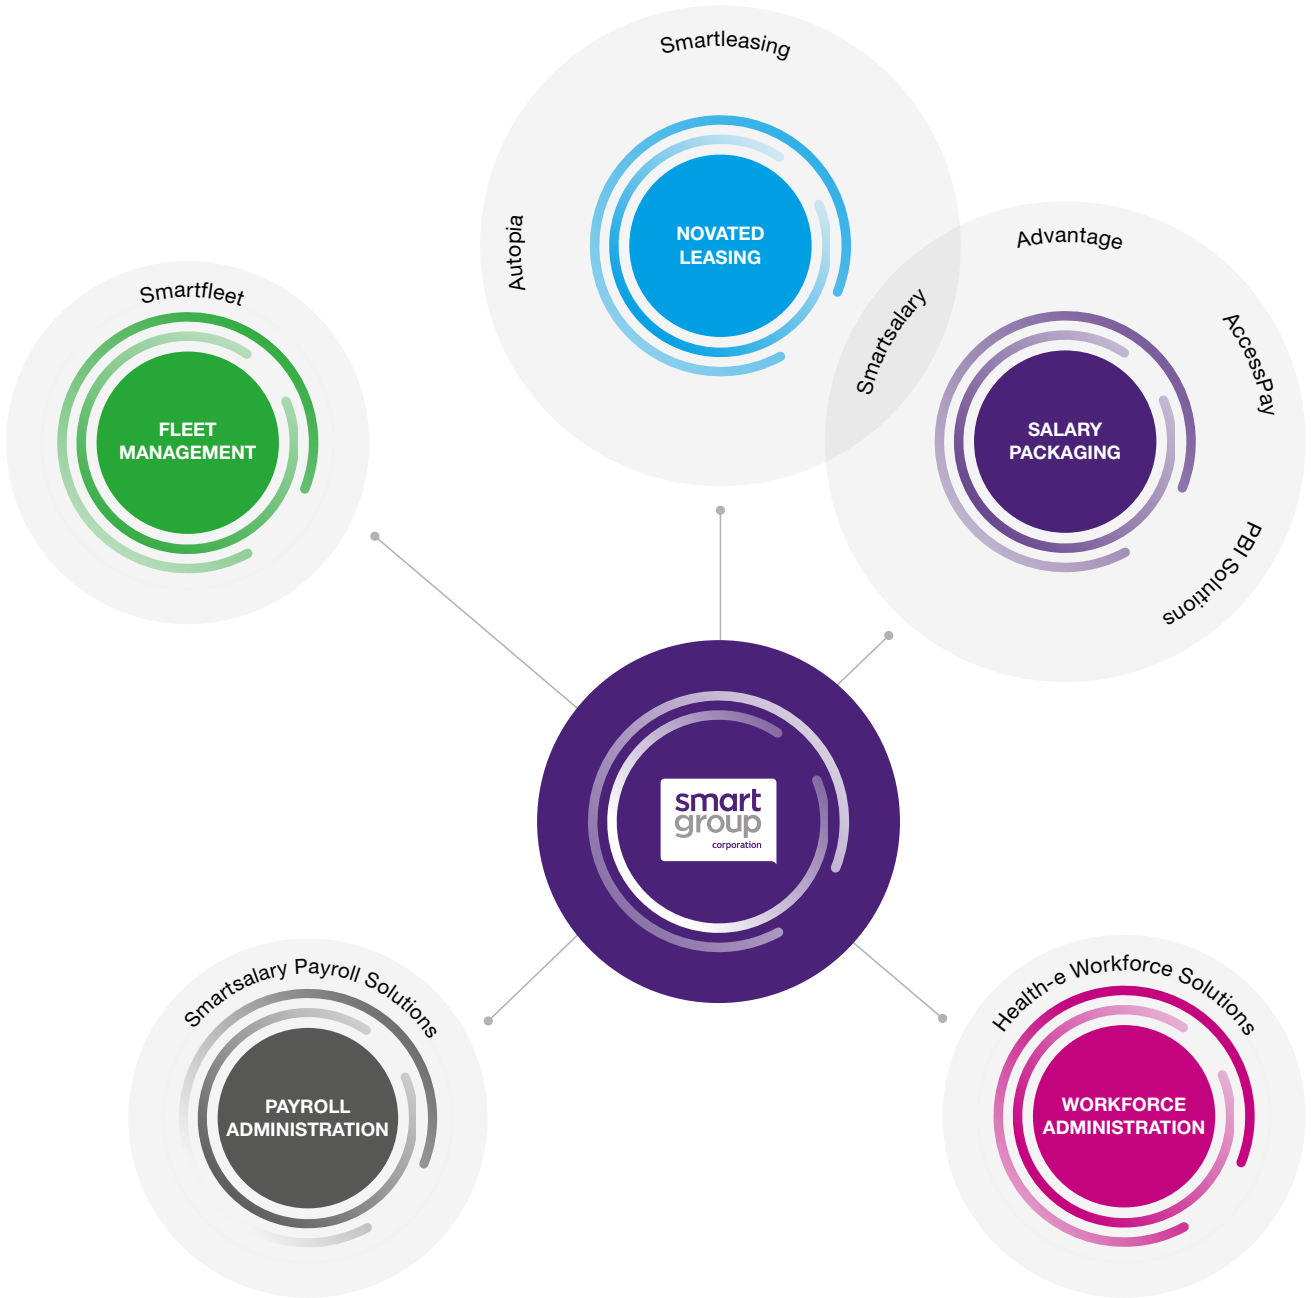 Smartleasing
Autopia
NOVATED
LEASING
Smartsalary
Advantage
AccessPay
PBI Solutions
SALARY
PACKAGING
Smartfleet
FLEET
MANAGEMENT
smart
group
corporation
Smartsalary Payroll Solutions
PAYROLL
ADMINISTRATION
Health-e Workforce Solutions
WORKFORCE
ADMINISTRATION